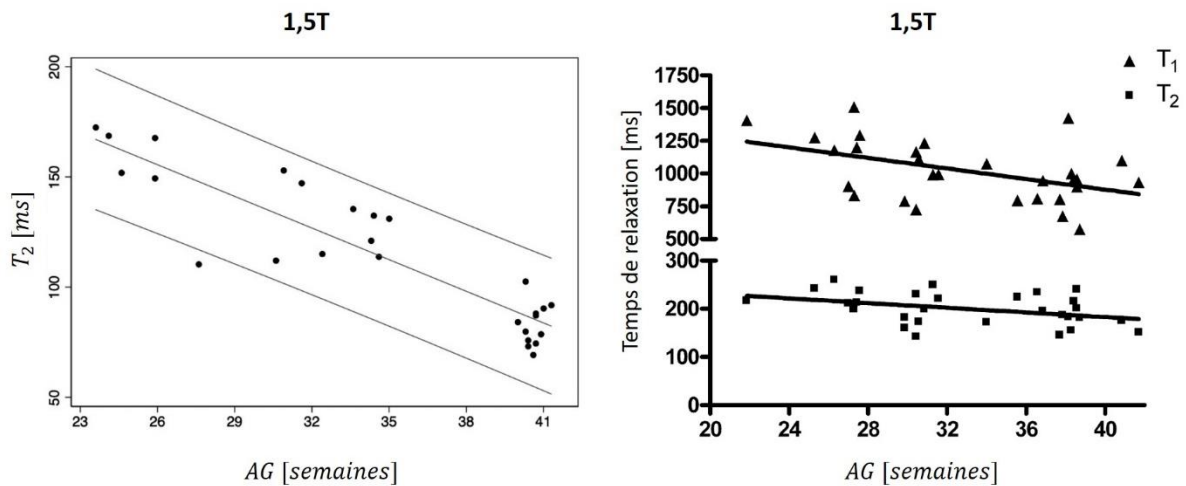 1,5T
200
150
100
50
T₂ [ms]
23 26 29 32 35 38 41
AG [semaines]
1,5T
▲ T₁
■ T₂
1750
1500
1250
1000
750
500
300
200
100
0
Temps de relaxation [ms]
20 24 28 32 36 40
AG [semaines]